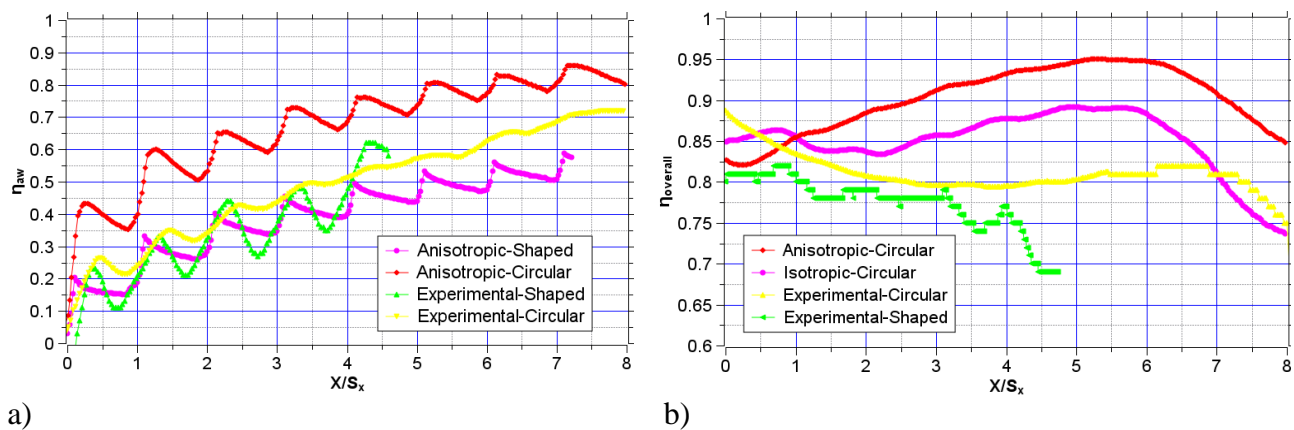 1
0.9
0.8
0.7
0.6
0.5
0.4
0.3
0.2
0.1
0
ηaw
Anisotropic-Shaped
Anisotropic-Circular
Experimental-Shaped
Experimental-Circular
0 1 2 3 4 5 6 7 8
X/Sx
a)
1
0.95
0.9
0.85
0.8
0.75
0.7
0.65
0.6
ηoverall
Anisotropic-Circular
Isotropic-Circular
Experimental-Circular
Experimental-Shaped
0 1 2 3 4 5 6 7 8
X/Sx
b)